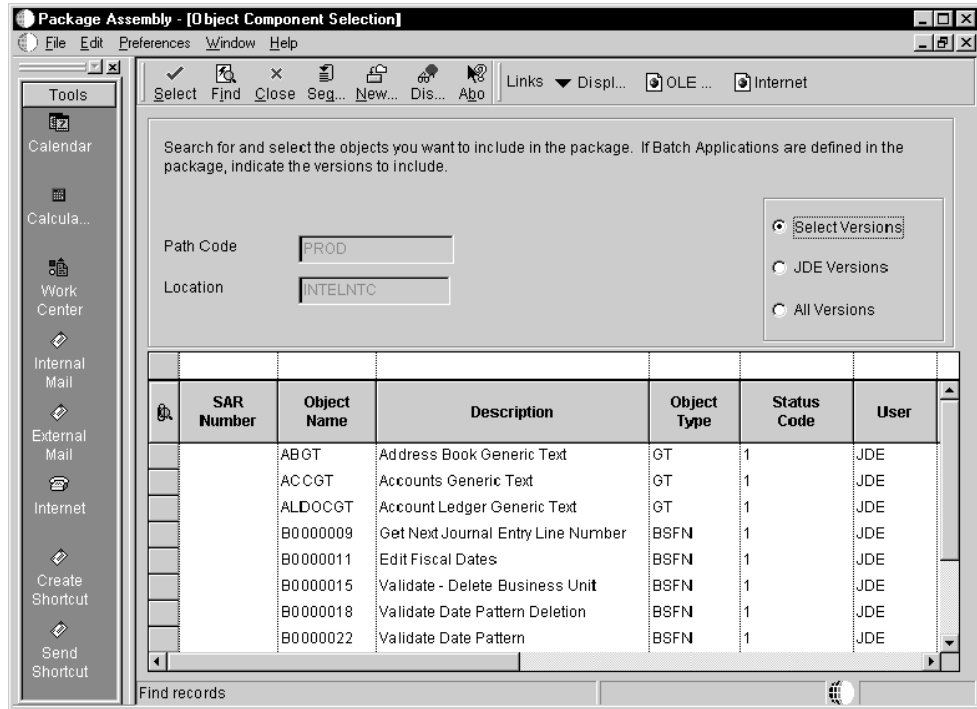 Package Assembly - [Object Component Selection]
File Edit Preferences Window Help
Tools
Calendar
Calcula...
Work
Center
Internal
Mail
External
Mail
Internet
Create
Shortcut
Send
Shortcut
Select Find Close Seq... New... Dis... Abo Links Displ... OLE ... Internet
Search for and select the objects you want to include in the package. If Batch Applications are defined in the
package, indicate the versions to include.
Path Code PROD
Location INTELNTC
Select Versions
JDE Versions
All Versions
SAR Number Object Name Description Object Type Status Code User
ABGT Address Book Generic Text GT 1 JDE
ACCGT Accounts Generic Text GT 1 JDE
ALDOCGT Account Ledger Generic Text GT 1 JDE
B0000009 Get Next Journal Entry Line Number BSFN 1 JDE
B0000011 Edit Fiscal Dates BSFN 1 JDE
B0000015 Validate - Delete Business Unit BSFN 1 JDE
B0000018 Validate Date Pattern Deletion BSFN 1 JDE
B0000022 Validate Date Pattern BSFN 1 JDE
Find records